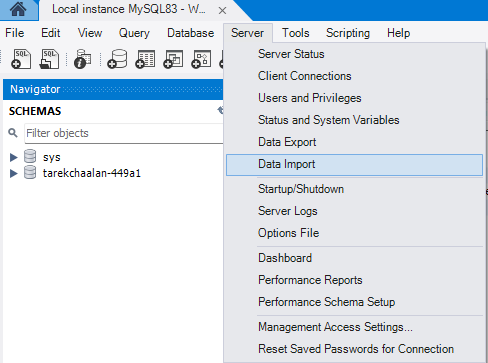 Local instance MySQL83 - W... ×
File Edit View Query Database Server Tools Scripting Help
SQL
Navigator
SCHEMAS
Filter objects
sys
tarekchaalan-449a1
Server Status
Client Connections
Users and Privileges
Status and System Variables
Data Export
Data Import
Startup/Shutdown
Server Logs
Options File
Dashboard
Performance Reports
Performance Schema Setup
Management Access Settings...
Reset Saved Passwords for Connection